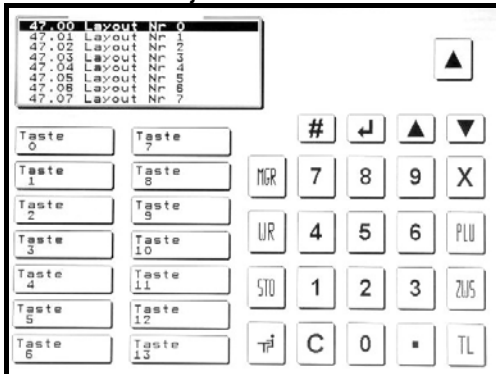 47.00 Layout Nr 0
47.01 Layout Nr 1
47.02 Layout Nr 2
47.03 Layout Nr 3
47.04 Layout Nr 4
47.05 Layout Nr 5
47.06 Layout Nr 6
47.07 Layout Nr 7
Taste 0
Taste 7
Taste 1
Taste 8
Taste 2
Taste 9
Taste 3
Taste 10
Taste 4
Taste 11
Taste 5
Taste 12
Taste 6
Taste 13
#
MGR 7 8 9 X
WR 4 5 6 PLU
STO 1 2 3 ZWS
C 0 . TL